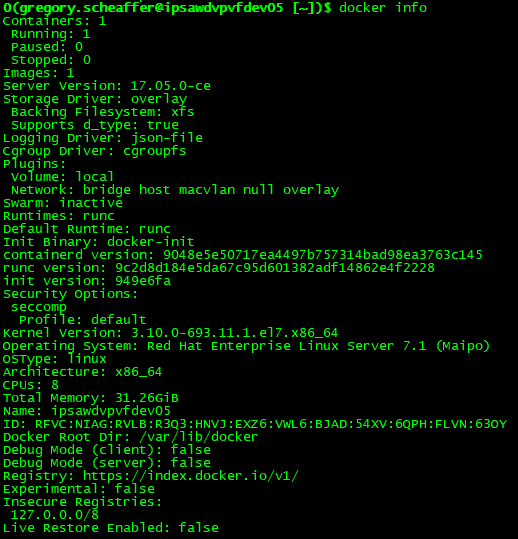 0(gregory.scheaffer@ipsawdvpvfdev05 [~])$ docker info
Containers: 1
 Running: 1
 Paused: 0
 Stopped: 0
Images: 1
Server Version: 17.05.0-ce
Storage Driver: overlay
 Backing Filesystem: xfs
 Supports d_type: true
Logging Driver: json-file
Cgroup Driver: cgroupfs
Plugins:
 Volume: local
 Network: bridge host macvlan null overlay
Swarm: inactive
Runtimes: runc
Default Runtime: runc
Init Binary: docker-init
containerd version: 9048e5e50717ea4497b757314bad98ea3763c145
runc version: 9c2d8d184e5da67c95d601382adf14862e4f2228
init version: 949e6fa
Security Options:
 seccomp
  Profile: default
Kernel Version: 3.10.0-693.11.1.el7.x86_64
Operating System: Red Hat Enterprise Linux Server 7.1 (Maipo)
OSType: linux
Architecture: x86_64
CPUs: 8
Total Memory: 31.26GiB
Name: ipsawdvpvfdev05
ID: RFVC:NIAG:RVLB:R3Q3:HNVJ:EXZ6:VWL6:BJAD:54XV:6QPH:FLVN:63OY
Docker Root Dir: /var/lib/docker
Debug Mode (client): false
Debug Mode (server): false
Registry: https://index.docker.io/v1/
Experimental: false
Insecure Registries:
 127.0.0.0/8
Live Restore Enabled: false